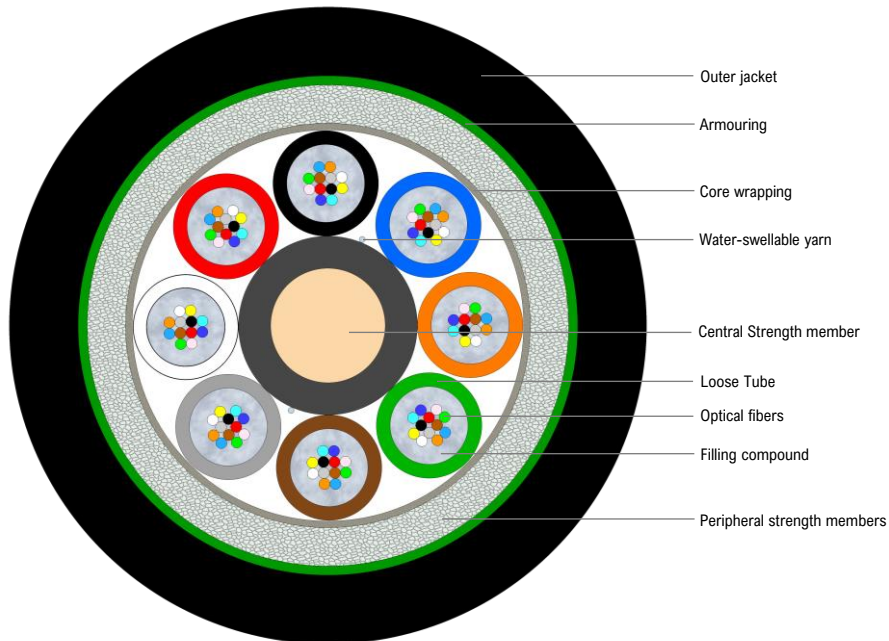 Outer jacket
Armouring
Core wrapping
Water-swellable yarn
Central Strength member
Loose Tube
Optical fibers
Filling compound
Peripheral strength members